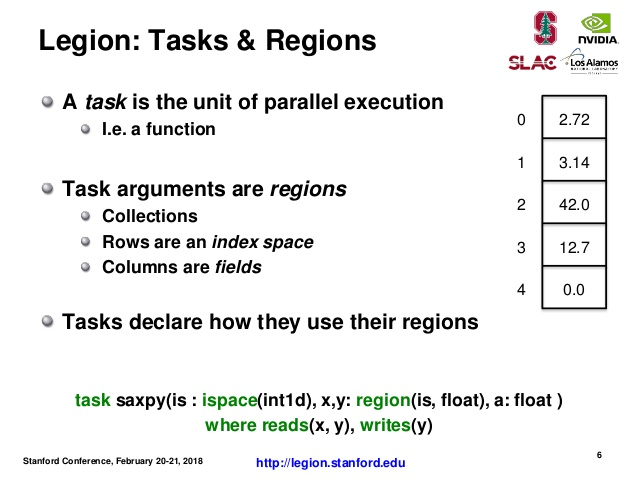 Legion: Tasks & Regions
NVIDIA
SLAC
Los Alamos
NATIONAL LABORATORY
A task is the unit of parallel execution
I.e. a function
Task arguments are regions
Collections
Rows are an index space
Columns are fields
Tasks declare how they use their regions
0 2.72
1 3.14
2 42.0
3 12.7
4 0.0
task saxpy(is : ispace(int1d), x,y: region(is, float), a: float )
where reads(x, y), writes(y)
Stanford Conference, February 20-21, 2018
http://legion.stanford.edu
6